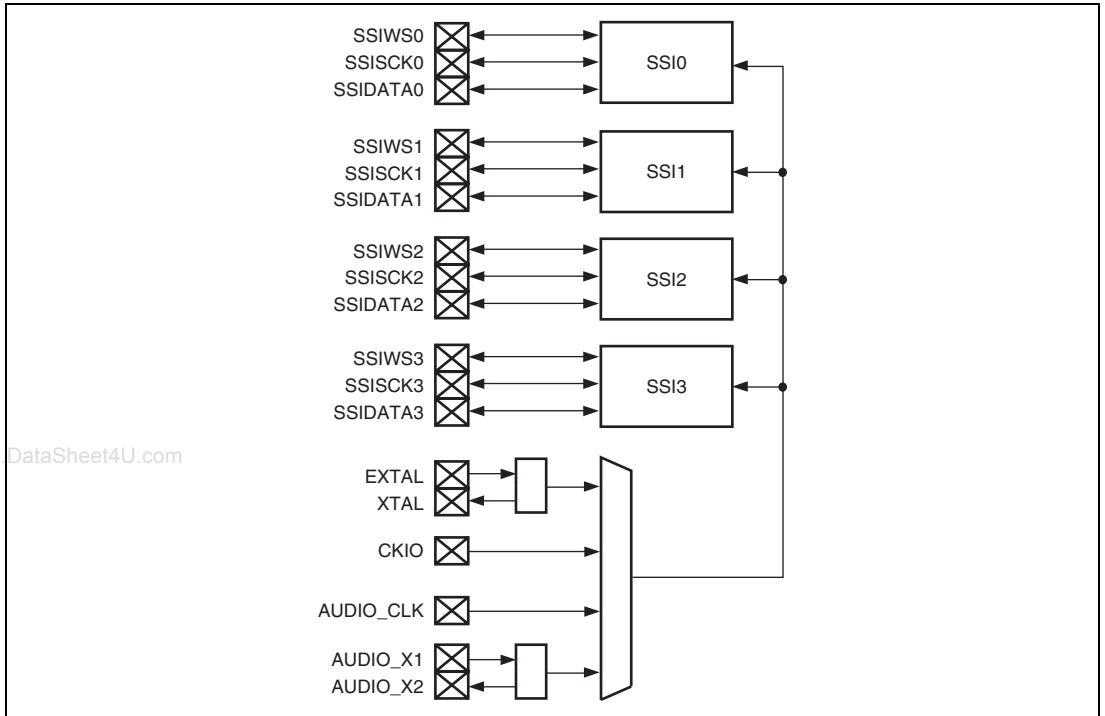 SSIWS0
SSISCK0
SSIDATA0
SSI0
SSIWS1
SSISCK1
SSIDATA1
SSI1
SSIWS2
SSISCK2
SSIDATA2
SSI2
SSIWS3
SSISCK3
SSIDATA3
SSI3
.DataSheet4U.com
EXTAL
XTAL
CKIO
AUDIO_CLK
AUDIO_X1
AUDIO_X2